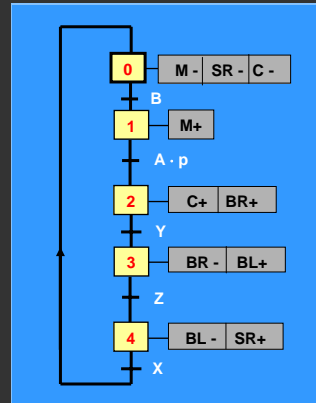 0 M - SR - C -
B
1 M+
A · p
2 C+ BR+
Y
3 BR - BL+
Z
4 BL - SR+
X